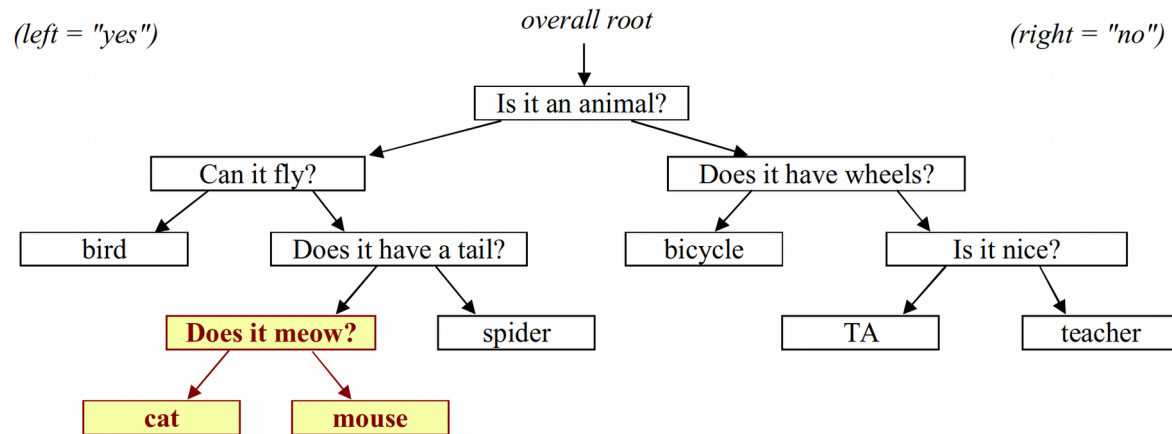 overall root
(left = "yes")
(right = "no")
Is it an animal?
Can it fly?
Does it have wheels?
bird
Does it have a tail?
bicycle
Is it nice?
Does it meow?
spider
TA
teacher
cat
mouse